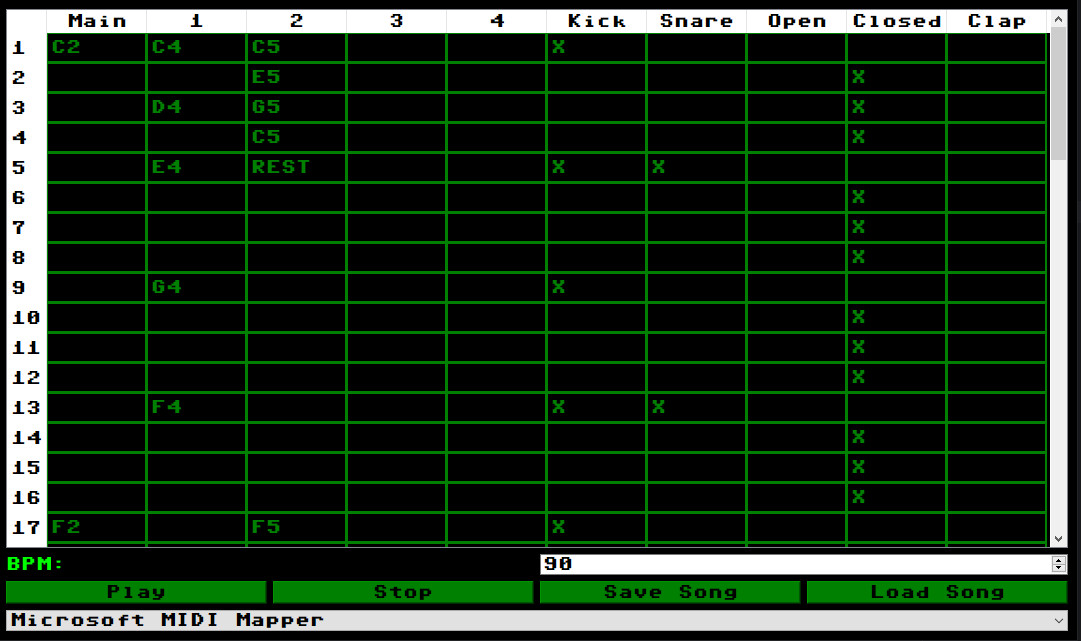 Main 1 2 3 4 Kick Snare Open Closed Clap
1 C2 C4 C5 X
2 E5 X
3 D4 G5 X
4 C5 X
5 E4 REST X X
6 X
7 X
8 X
9 G4 X
10 X
11 X
12 X
13 F4 X X
14 X
15 X
16 X
17 F2 F5 X
BPM: 90
Play Stop Save Song Load Song
Microsoft MIDI Mapper